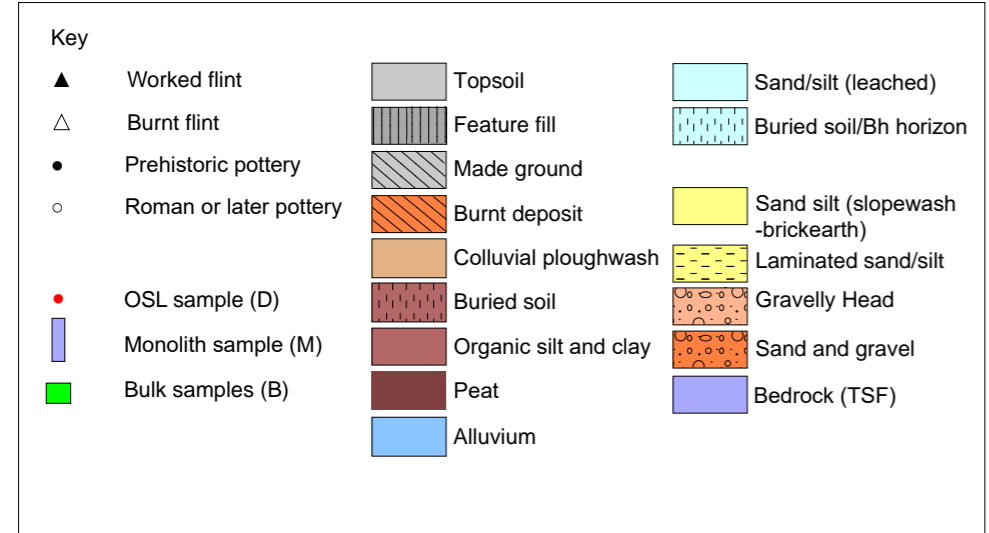 Key
Worked flint
Burnt flint
Prehistoric pottery
Roman or later pottery
OSL sample (D)
Monolith sample (M)
Bulk samples (B)
Topsoil
Feature fill
Made ground
Burnt deposit
Colluvial ploughwash
Buried soil
Organic silt and clay
Peat
Alluvium
Sand/silt (leached)
Buried soil/Bh horizon
Sand silt (slopewash
-brickearth)
Laminated sand/silt
Gravelly Head
Sand and gravel
Bedrock (TSF)